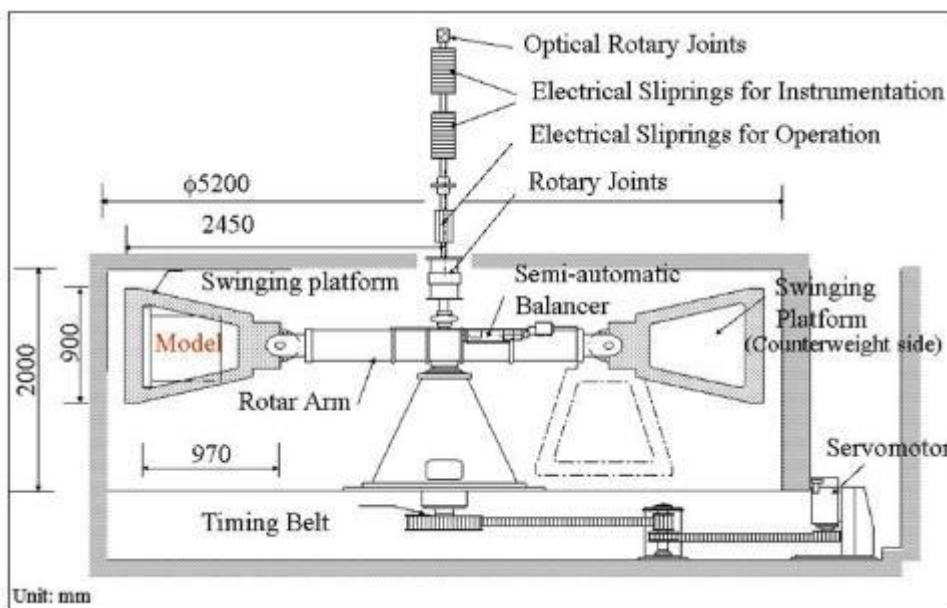 Optical Rotary Joints
Electrical Sliprings for Instrumentation
Electrical Sliprings for Operation
ϕ5200
Rotary Joints
2450
Swinging platform
Semi-automatic
Balancer
Swinging
Platform
(Counterweight side)
Model
900
2000
Rotar Arm
970
Servomotor
Timing Belt
Unit: mm